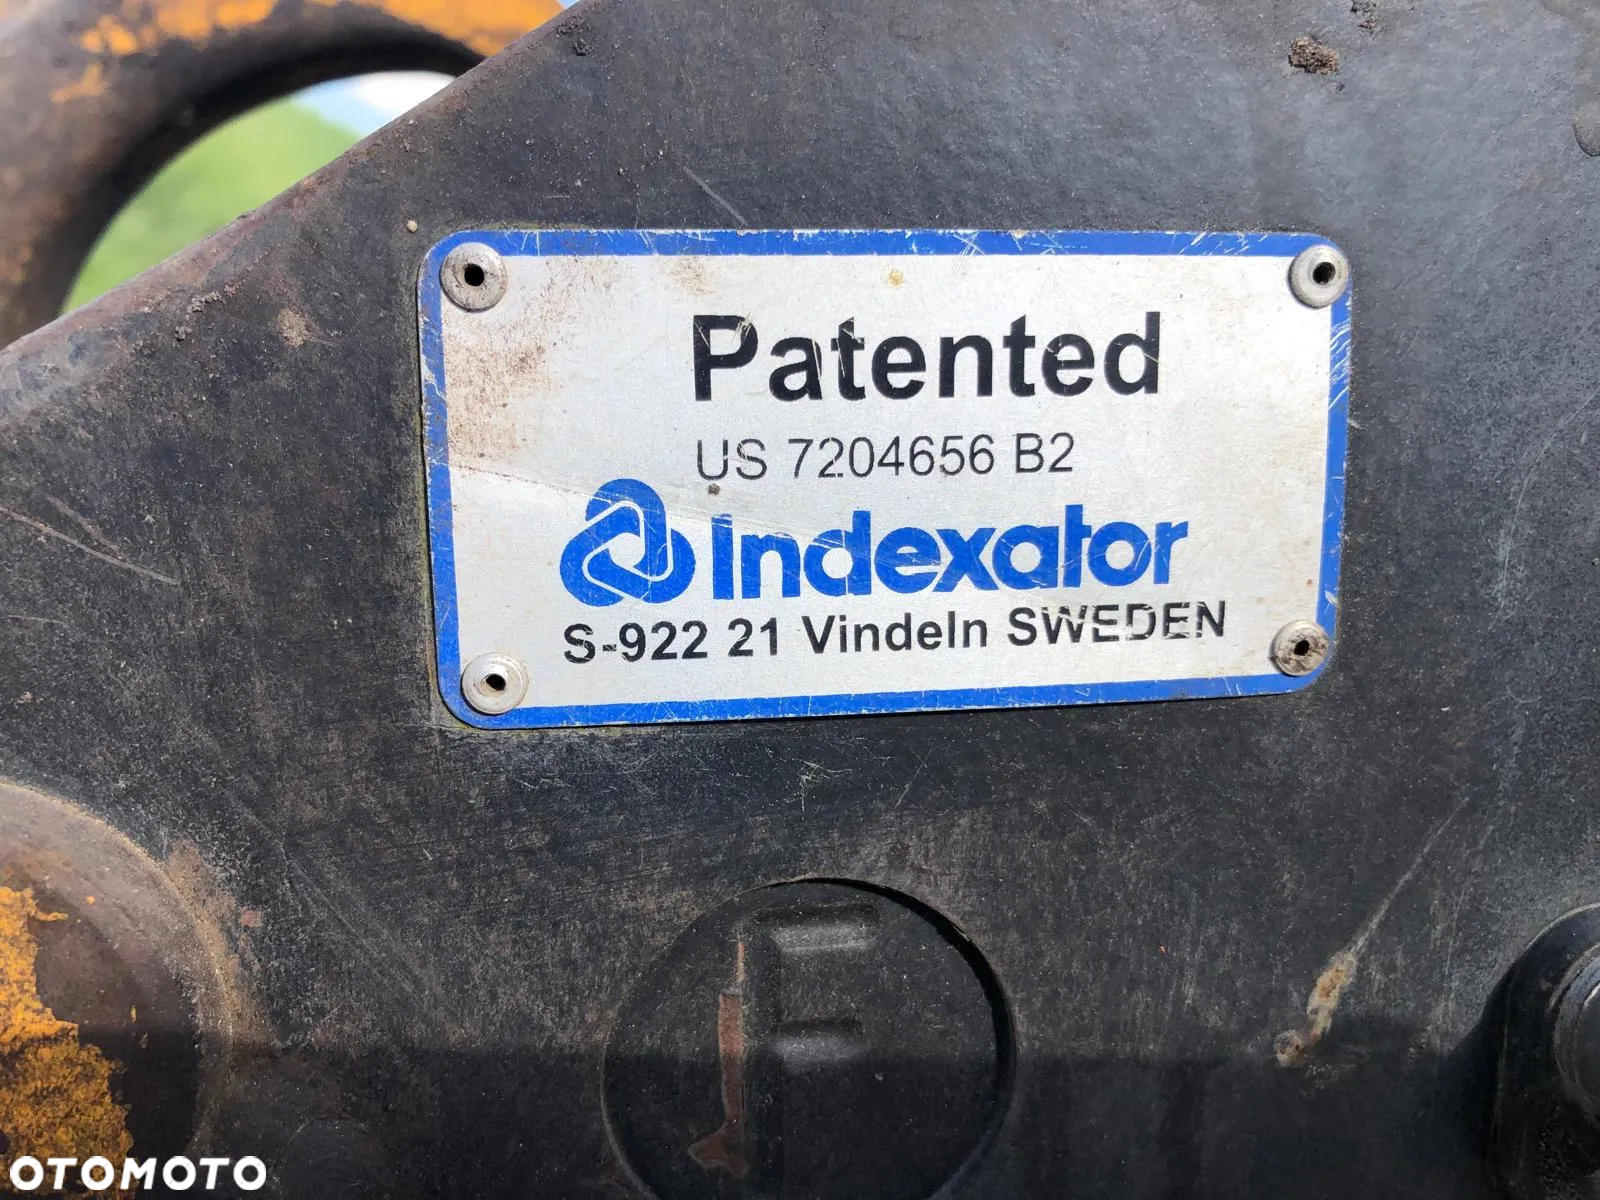 Patented
US 7204656 B2
Indexator
S-922 21 Vindeln SWEDEN
F
OTOMOTO